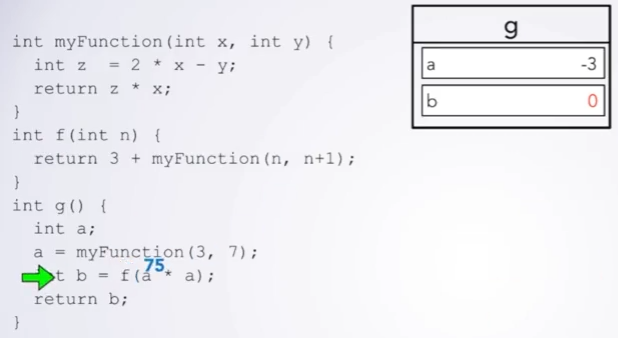 int myFunction(int x, int y) {
int z = 2 * x - y;
return z * x;
}
int f(int n) {
return 3 + myFunction(n, n+1);
}
int g() {
int a;
a = myFunction(3, 7);
75
t b = f(a * a);
return b;
}
g
a -3
b 0